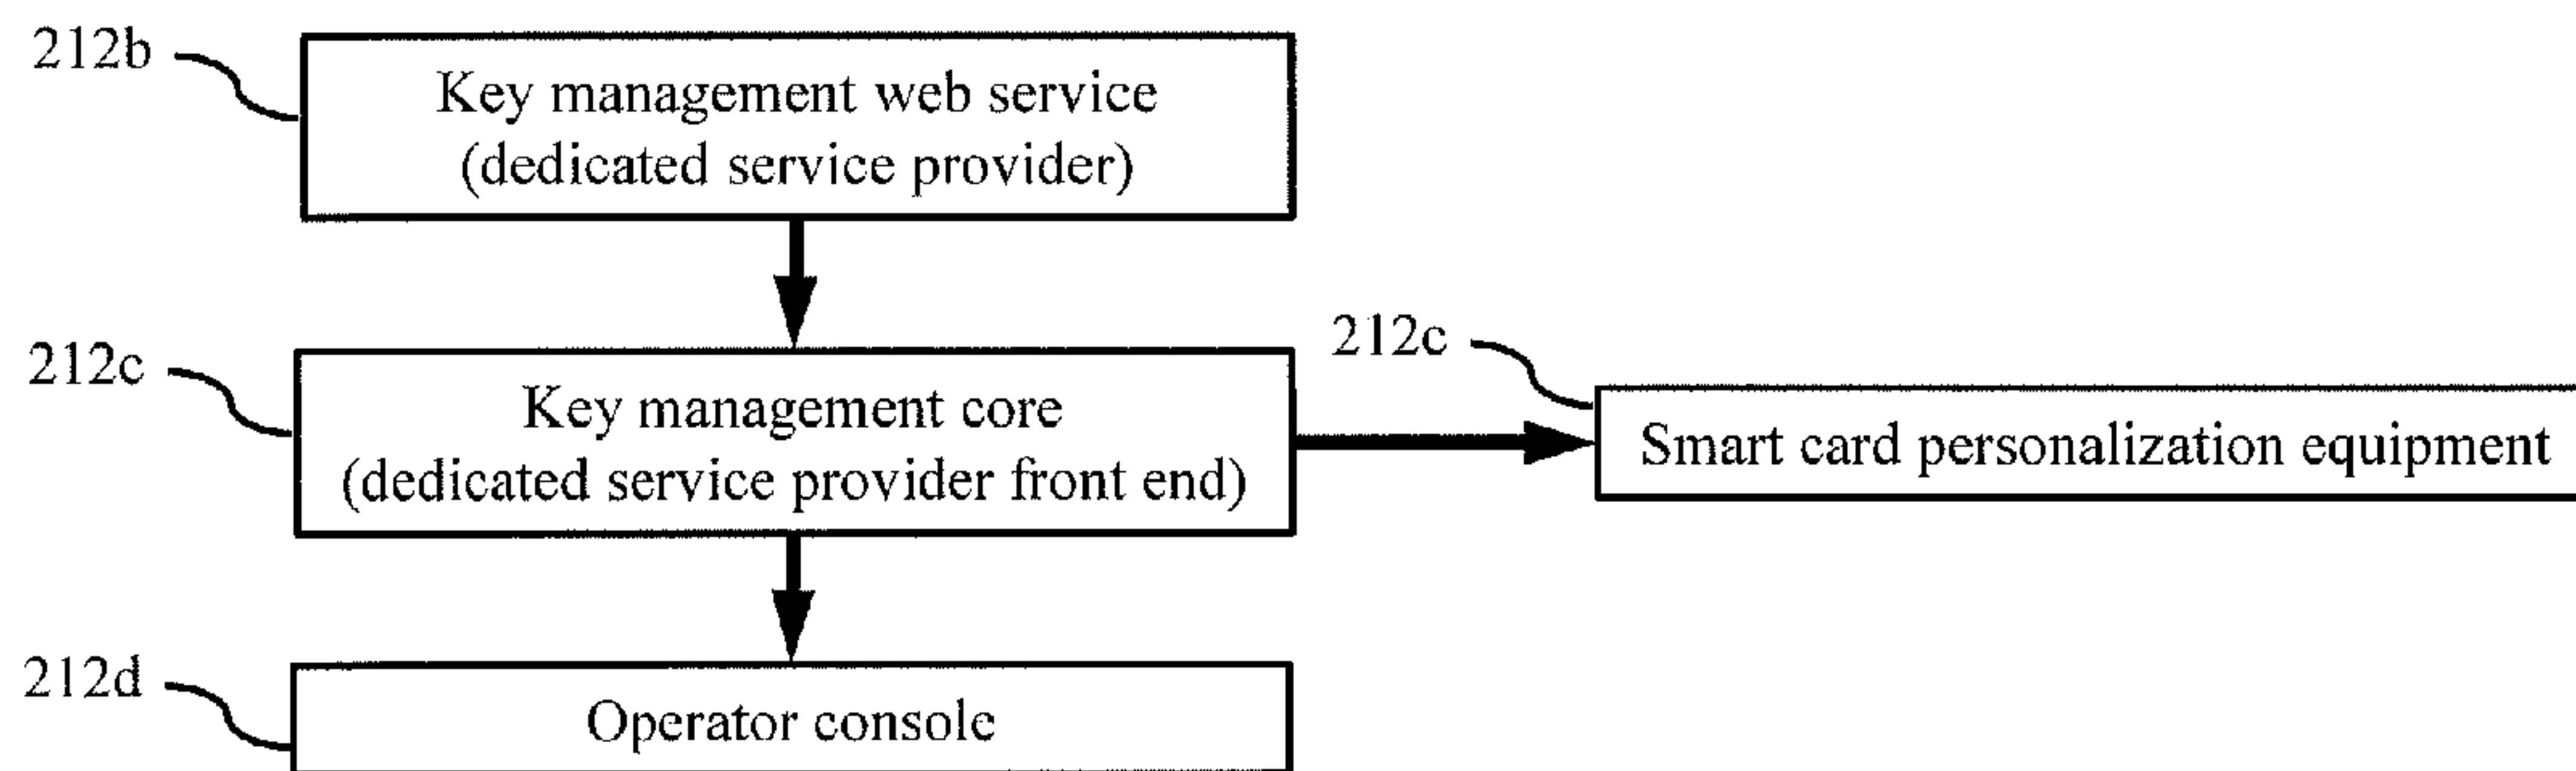 212b
Key management web service
(dedicated service provider)
212c
Key management core
(dedicated service provider front end)
212c
Smart card personalization equipment
212d
Operator console